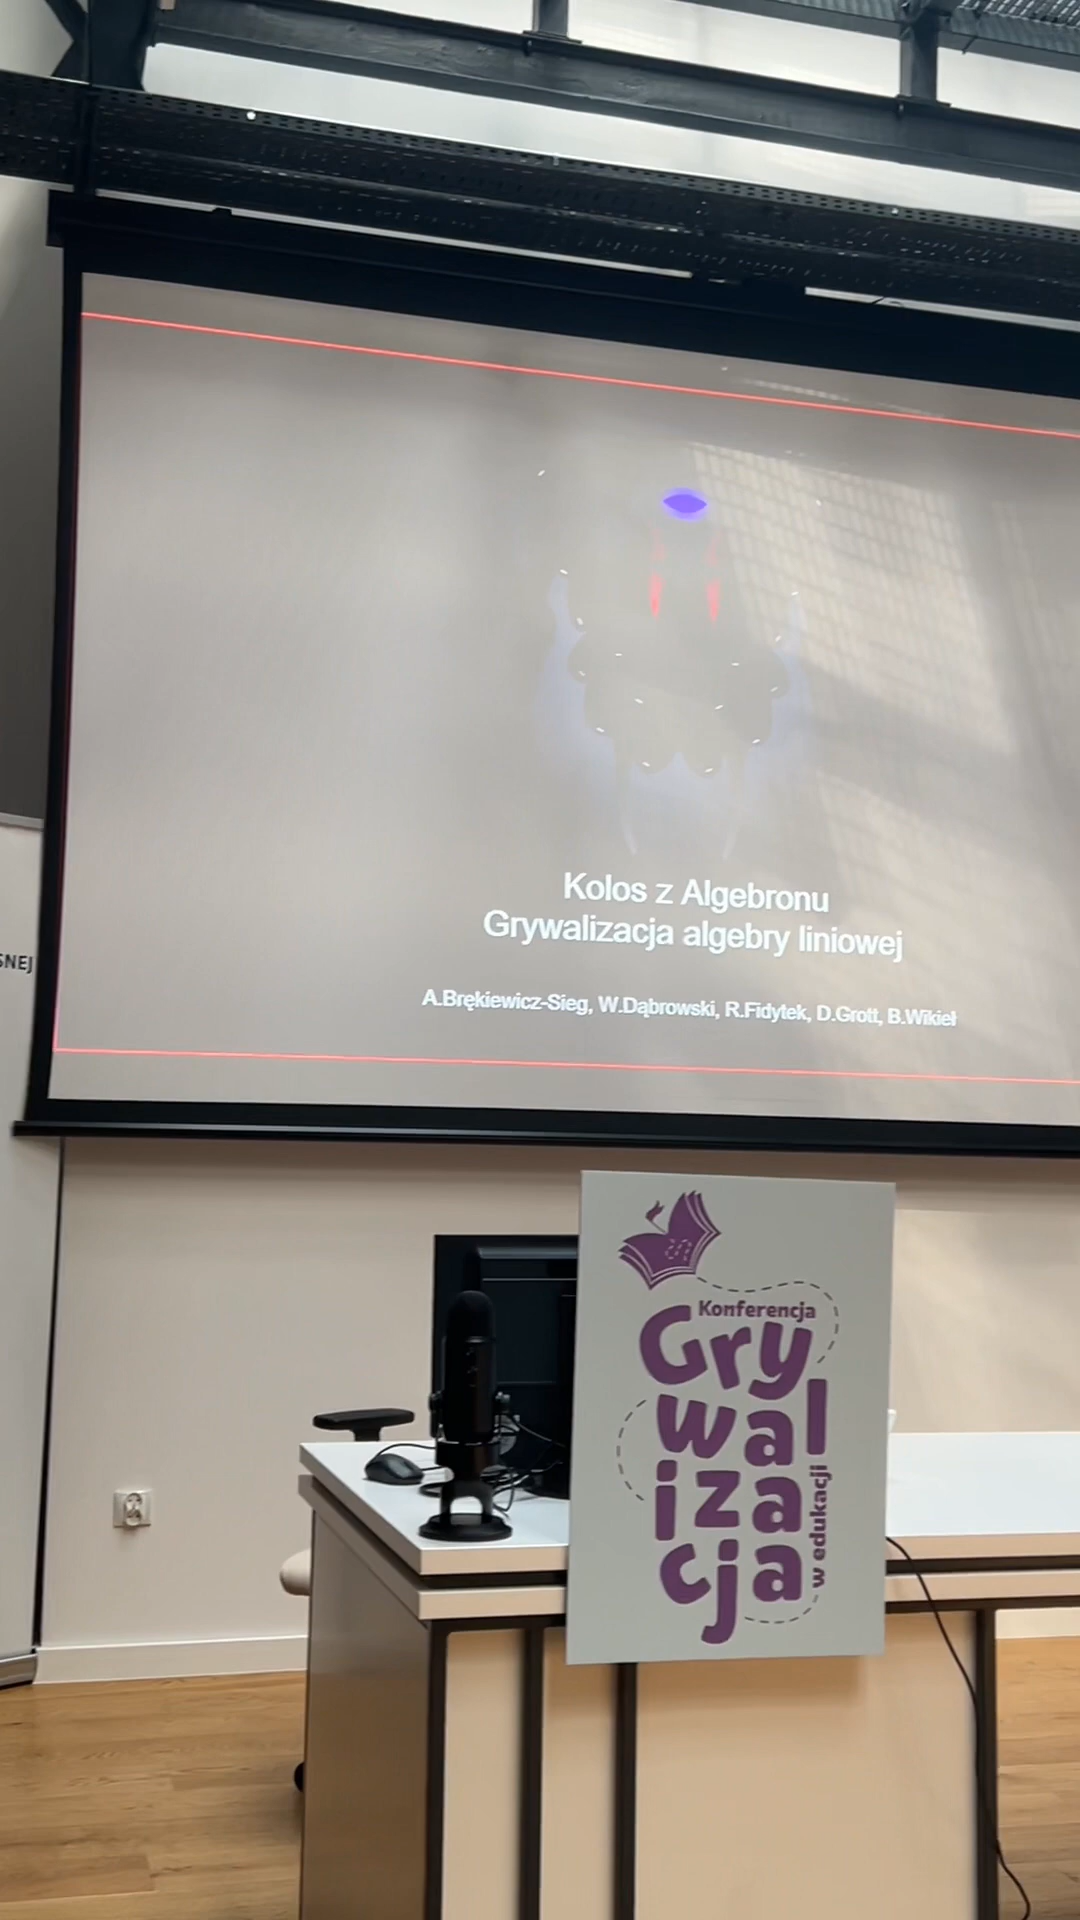 Kolos z Algebronu
Grywalizacja algebry liniowej
A.Brękiewicz-Sieg, W.Dąbrowski, R.Fidytek, D.Grott, B.Wikieł
SNEJ
Konferencja
Gry
wal
iza
cja
w edukacji